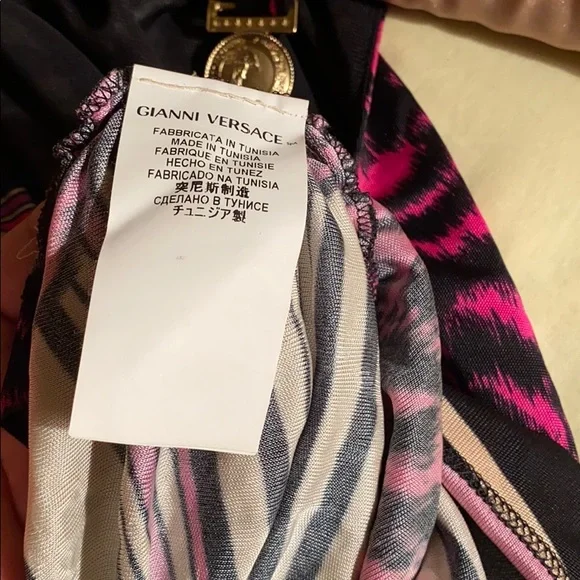 GIANNI VERSACE
FABBRICATA IN TUNISIA
MADE IN TUNISIA
FABRIQUE EN TUNISIE
HECHO EN TUNEZ
FABRICADO NA TUNISIA
突尼斯制造
СДЕЛАНО В ТУНИСЕ
チュニジア製